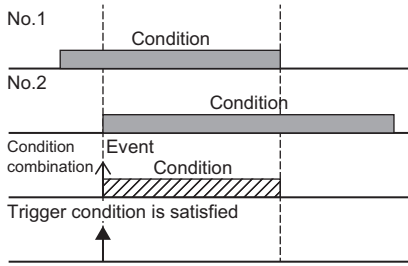 No.1
Condition
No.2
Condition
Condition
combination
Event
Condition
Trigger condition is satisfied